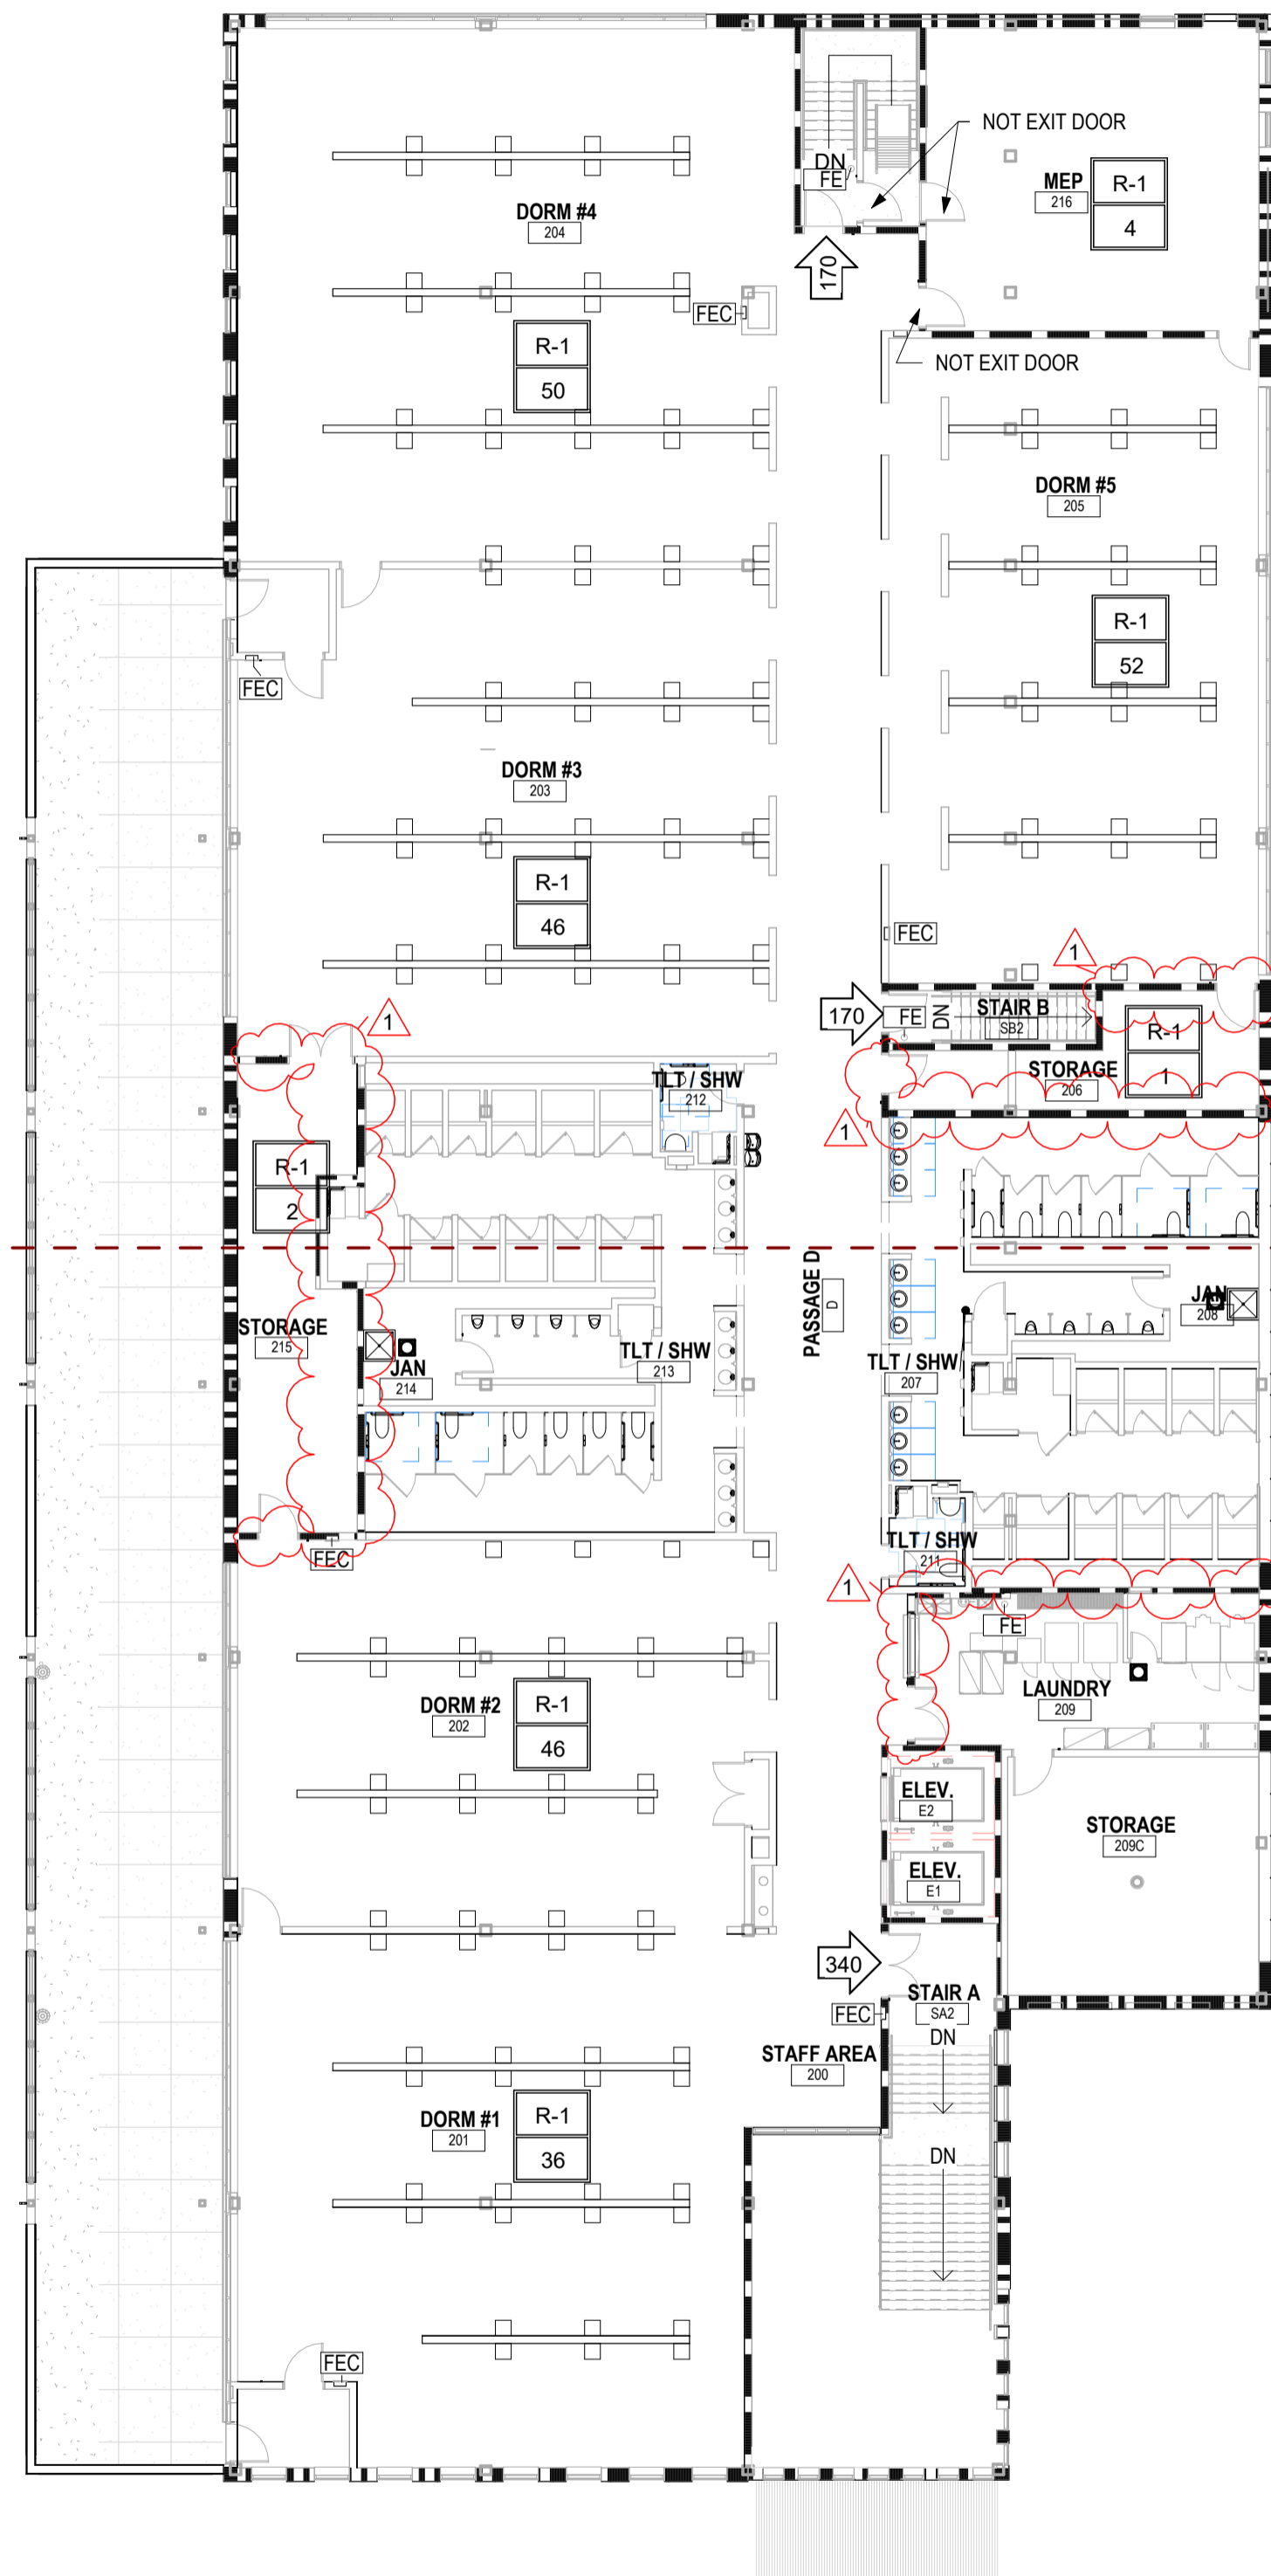 NOT EXIT DOOR
DN
FE
MEP
216
R-1
4
DORM #4
204
170
FEC
NOT EXIT DOOR
R-1
50
DORM #5
205
R-1
52
FEC
DORM #3
203
R-1
46
FEC
1
1
170
FE
DN
STAIR B
SB2
R-1
1
STORAGE
206
TLT / SHW
212
1
R-1
2
PASSAGE D
D
JAN
208
STORAGE
215
JAN
214
TLT / SHW
213
TLT / SHW
207
FEC
TLT / SHW
211
1
FE
LAUNDRY
209
DORM #2
202
R-1
46
ELEV.
E2
STORAGE
209C
ELEV.
E1
340
STAIR A
SA2
FEC
DN
STAFF AREA
200
DORM #1
201
R-1
36
DN
FEC